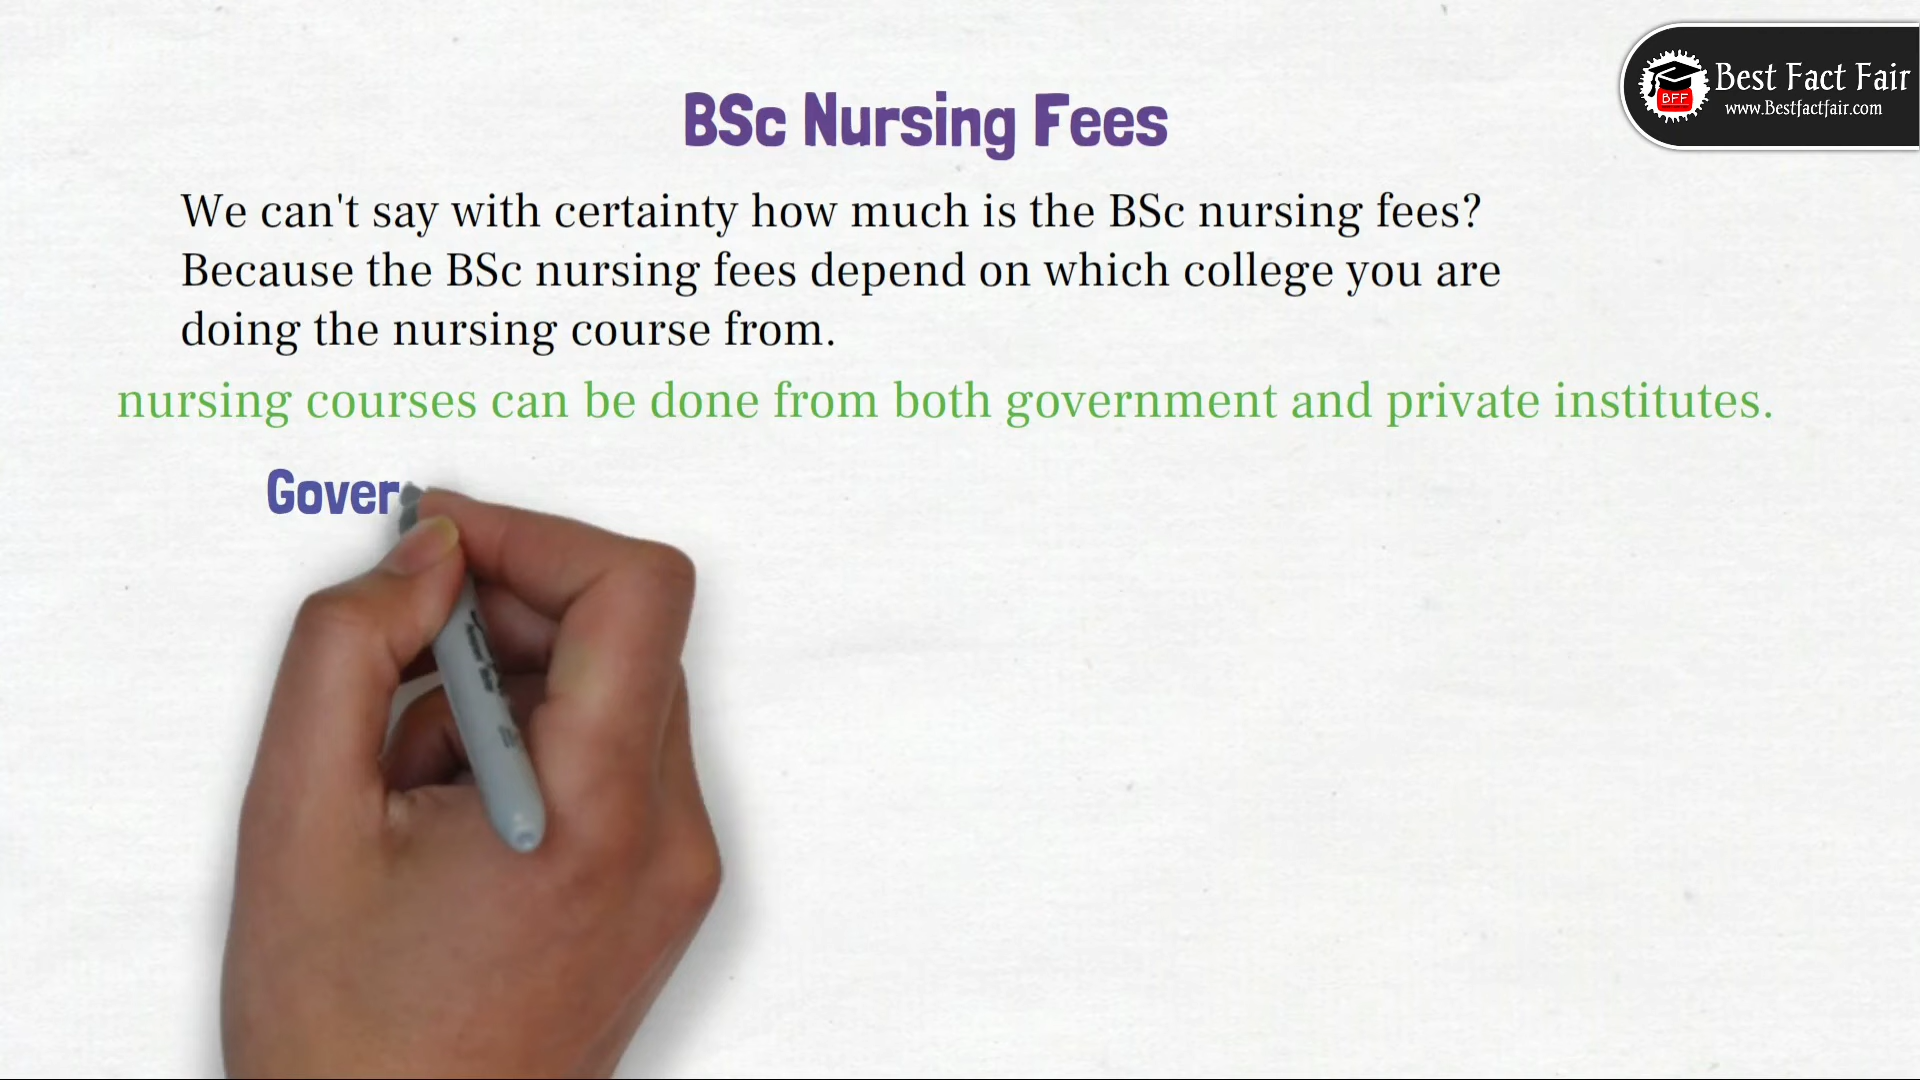 BFF
Best Fact Fair
www.Bestfactfair.com
BSc Nursing Fees
We can't say with certainty how much is the BSc nursing fees?
Because the BSc nursing fees depend on which college you are
doing the nursing course from.
nursing courses can be done from both government and private institutes.
Gover